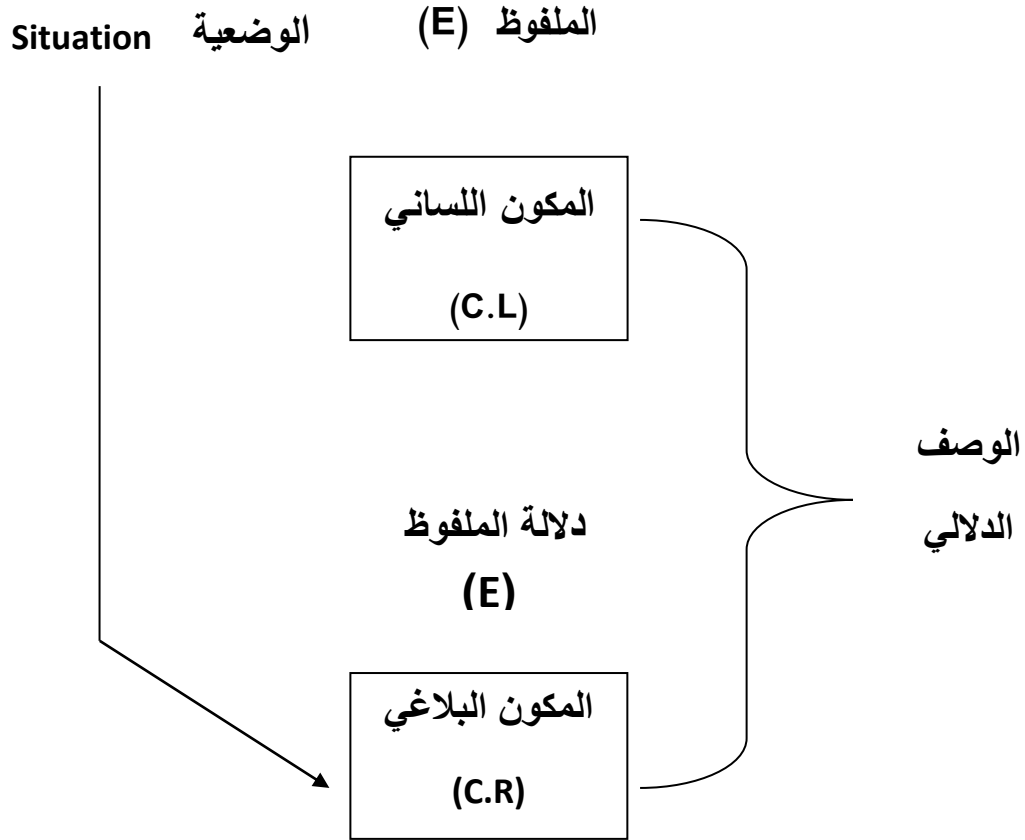 الملفوظ (E)
الوضعية Situation
المكون اللساني
(C.L)
الوصف
الدلالي
دلالة الملفوظ
(E)
المكون البلاغي
(C.R)